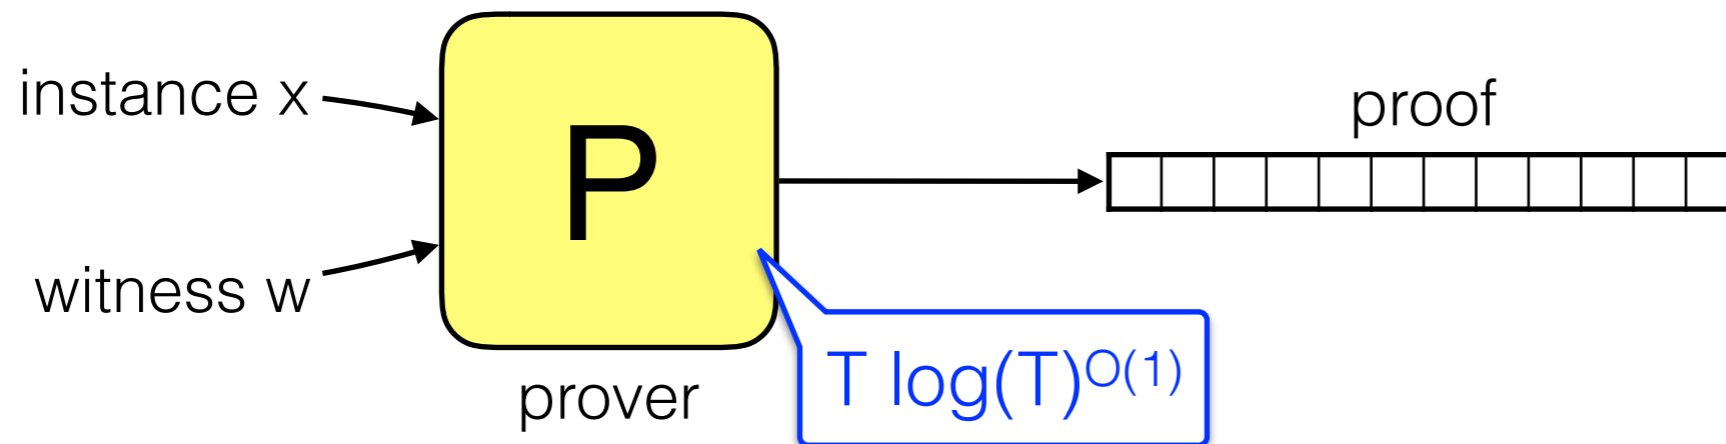 instance x
P
proof
witness w
prover
T log(T)^O(1)